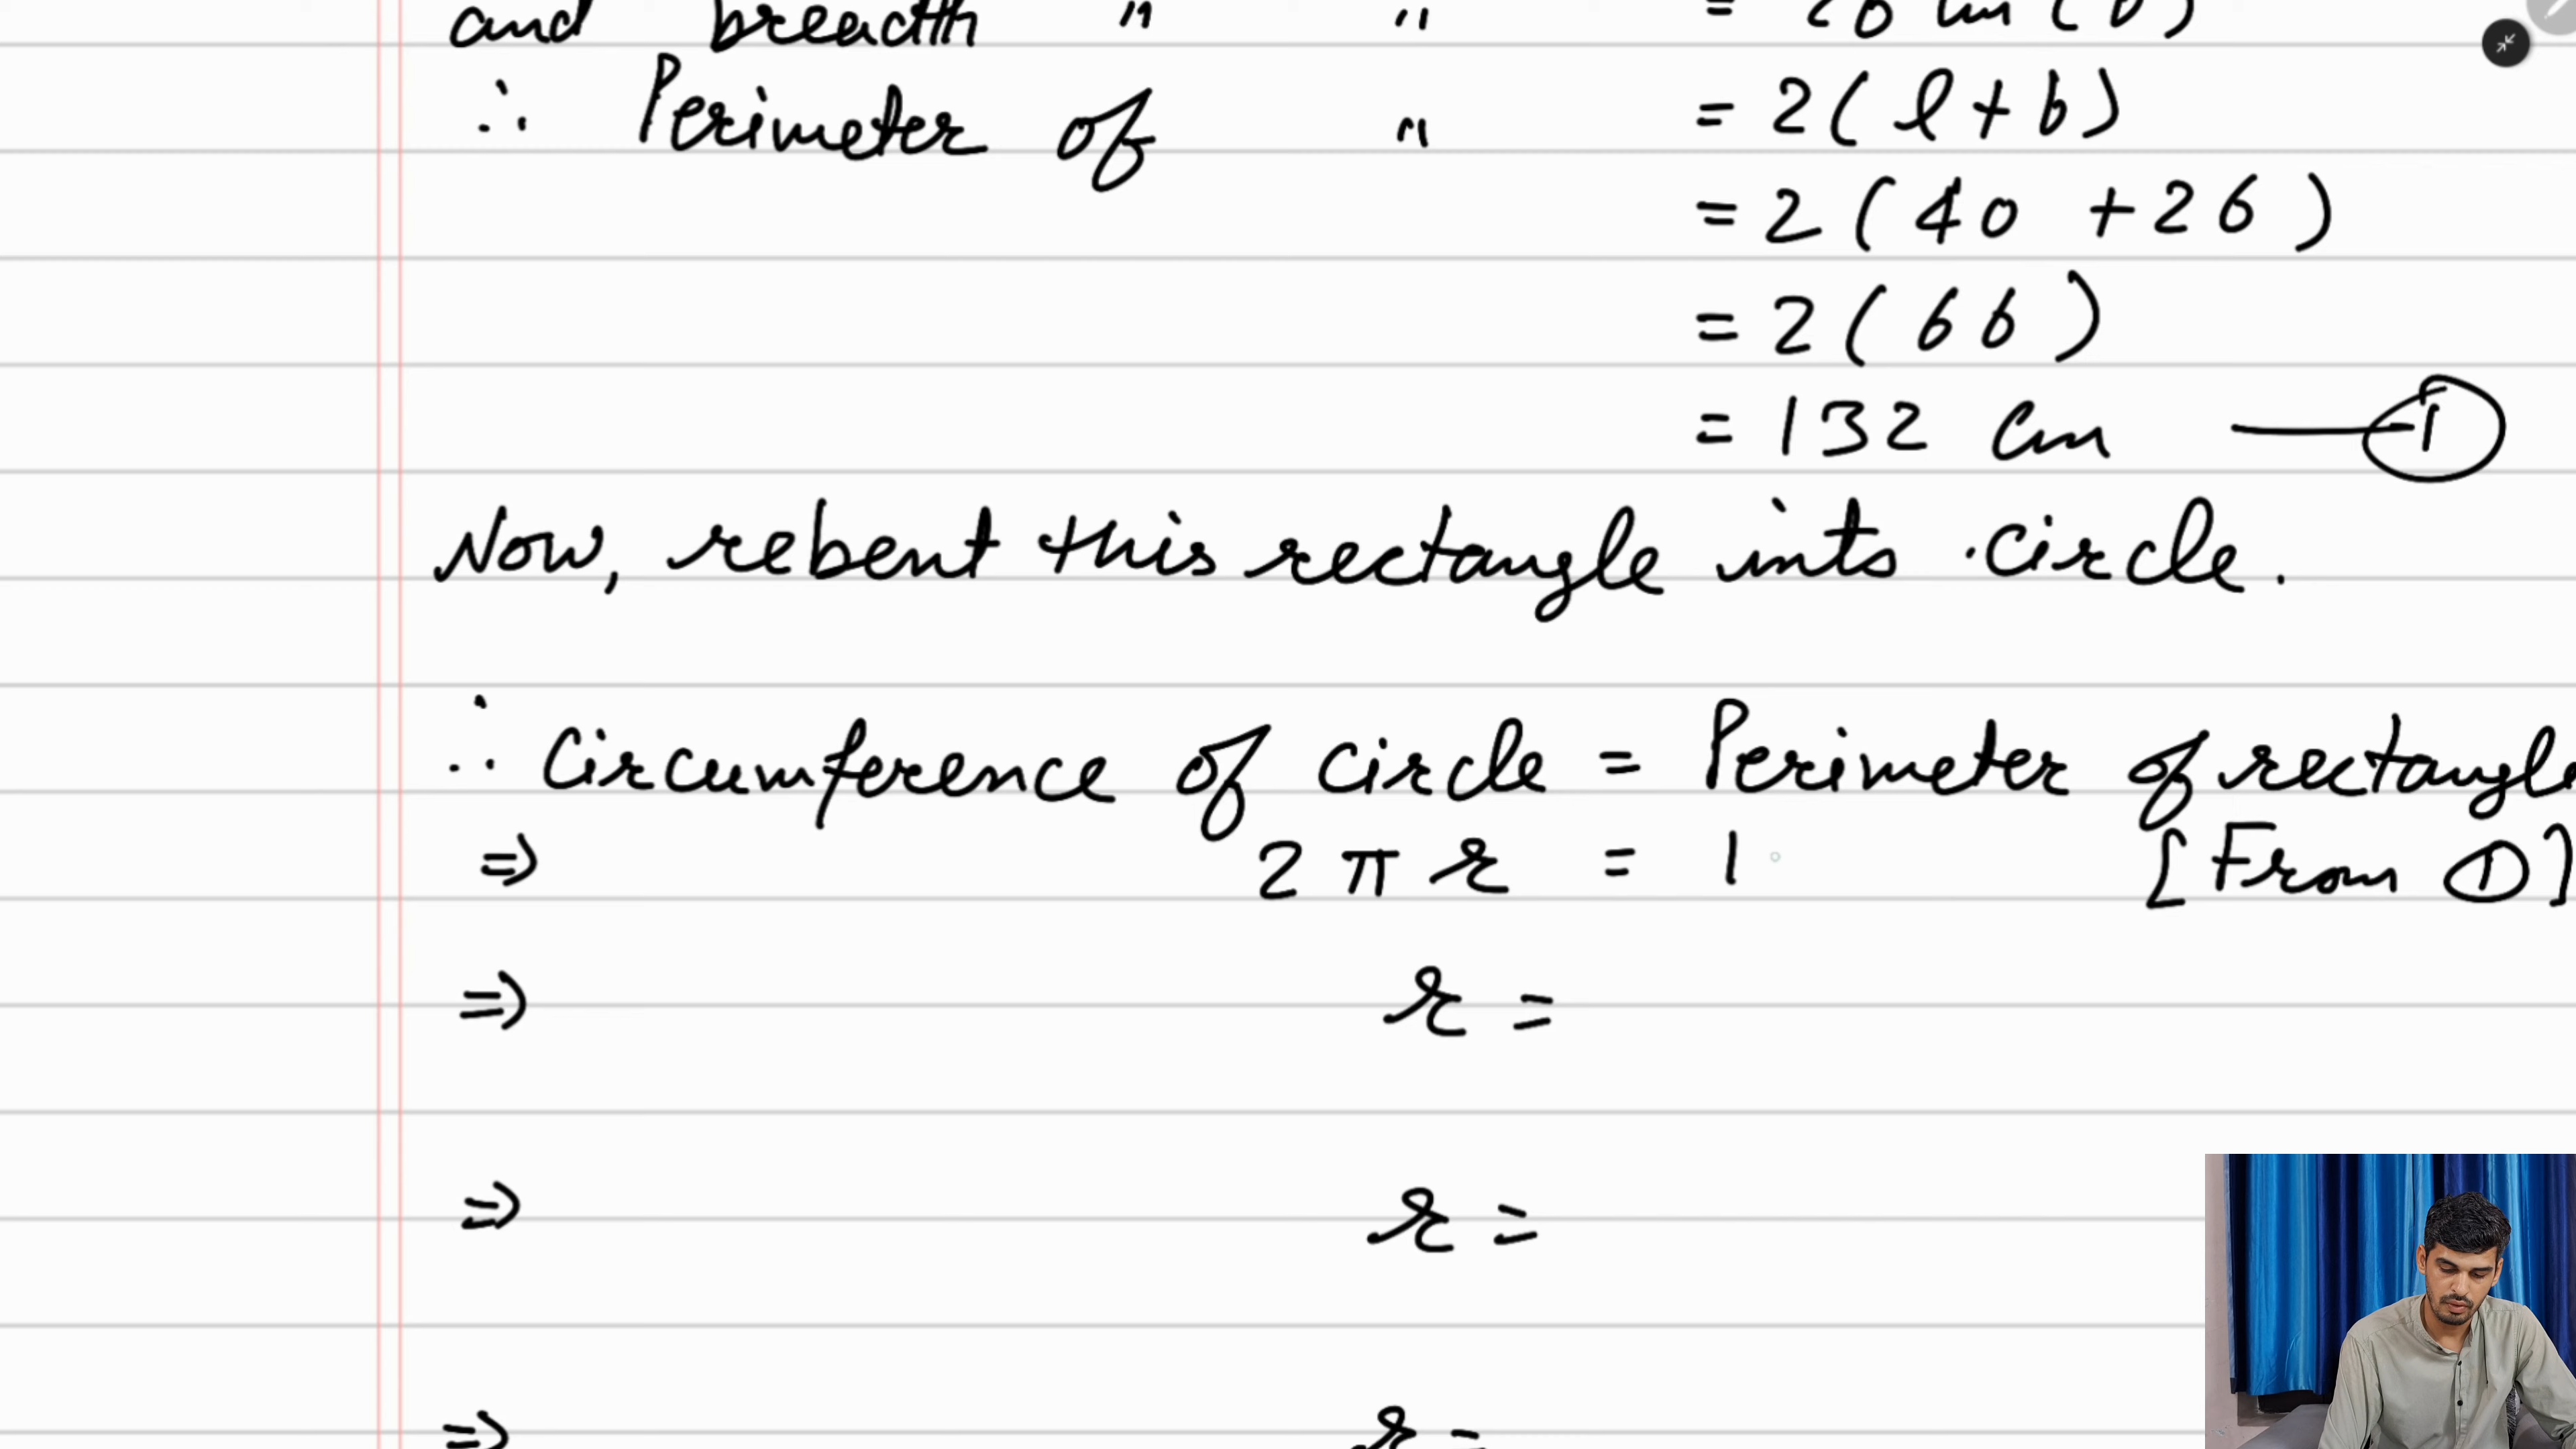 and breadth " " = 26 cm (b)
∴ Perimeter of " = 2(l+b)
= 2(40 +26)
= 2(66)
= 132 cm — 1
Now, rebent this rectangle into circle.
∴ Circumference of circle = Perimeter of rectangle
⇒ 2πr = 1 [From 1]
⇒ r =
⇒ r =
⇒ r =